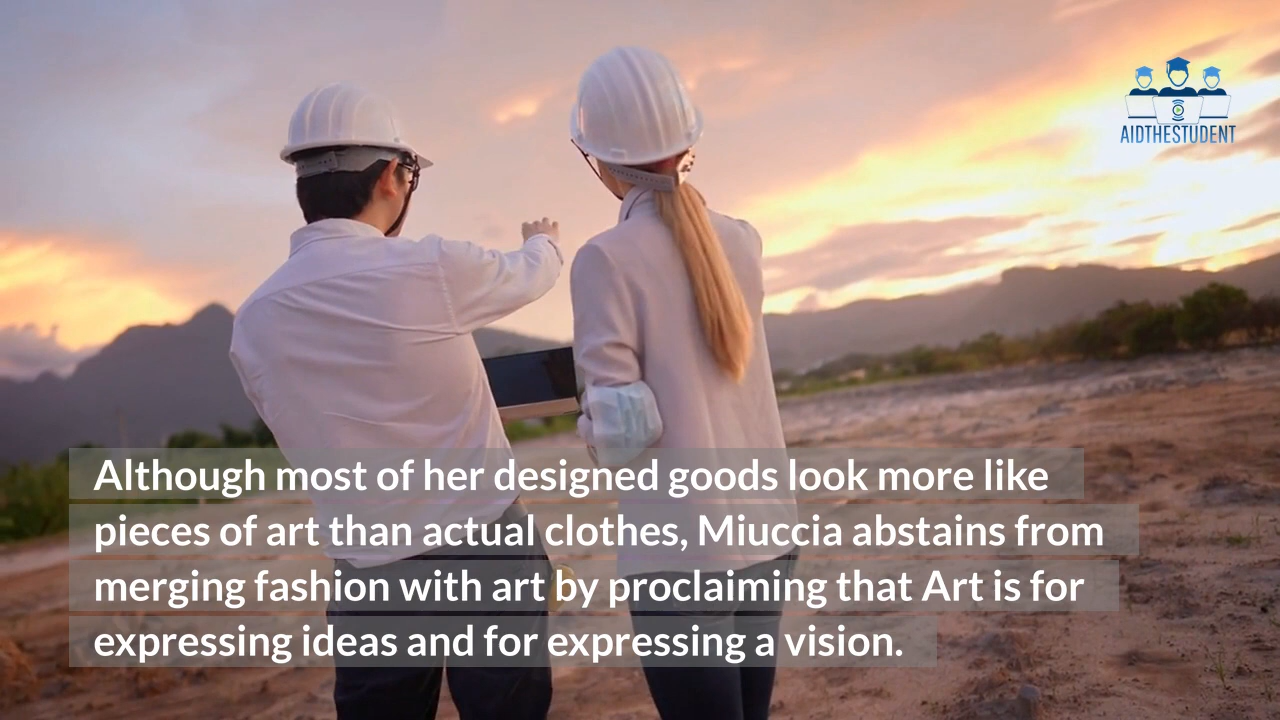 AIDTHESTUDENT
Although most of her designed goods look more like
pieces of art than actual clothes, Miuccia abstains from
merging fashion with art by proclaiming that Art is for
expressing ideas and for expressing a vision.